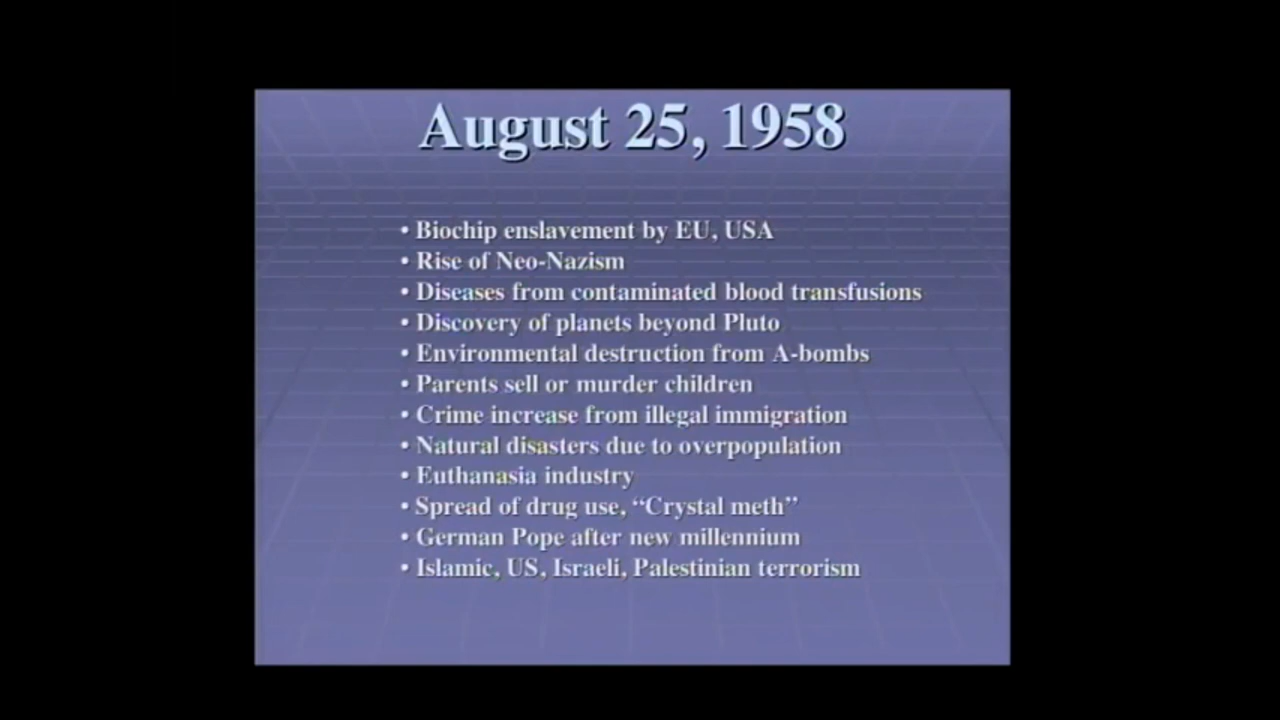 August 25, 1958
• Biochip enslavement by EU, USA
• Rise of Neo-Nazism
• Diseases from contaminated blood transfusions
• Discovery of planets beyond Pluto
• Environmental destruction from A-bombs
• Parents sell or murder children
• Crime increase from illegal immigration
• Natural disasters due to overpopulation
• Euthanasia industry
• Spread of drug use, “Crystal meth”
• German Pope after new millennium
• Islamic, US, Israeli, Palestinian terrorism